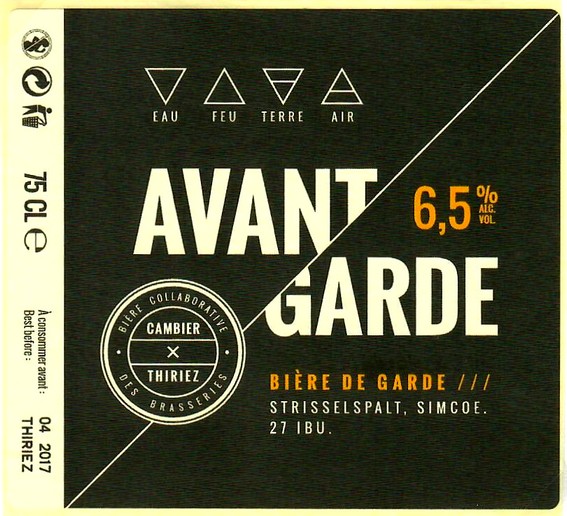 EAU FEU TERRE AIR
AVANT
GARDE
6,5%
ALC.
VOL.
BIÈRE COLLABORATIVE
CAMBIER
×
THIRIEZ
DES BRASSERIES
BIÈRE DE GARDE ///
STRISSELSPALT, SIMCOE.
27 IBU.
75 CL e
À consommer avant :
Best before :
04 2017
THIRIEZ